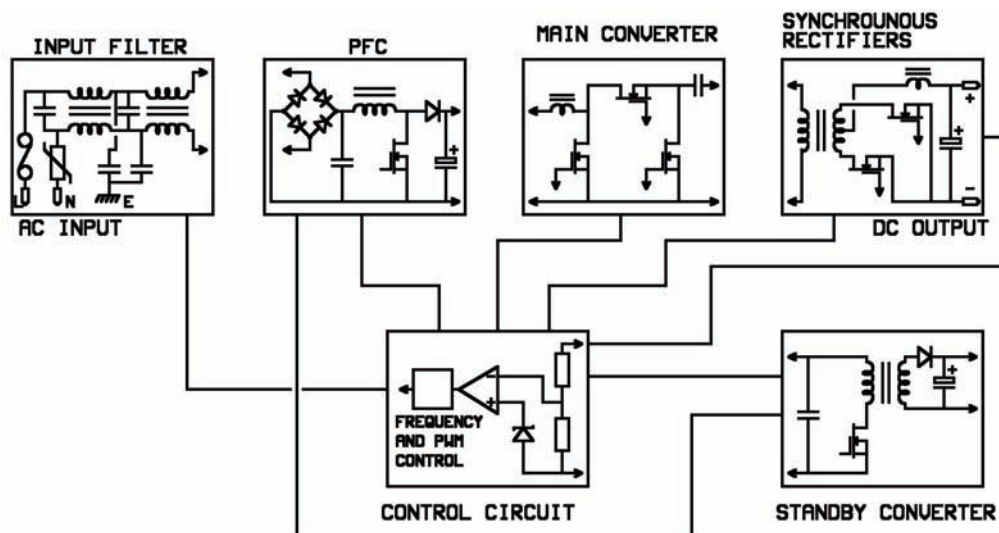 INPUT FILTER
PFC
MAIN CONVERTER
SYNCHROUNOUS
RECTIFIERS
L
N
E
+
+
+
-
AC INPUT
DC OUTPUT
-
+
+
FREQUENCY
AND PWM
CONTROL
CONTROL CIRCUIT
STANDBY CONVERTER